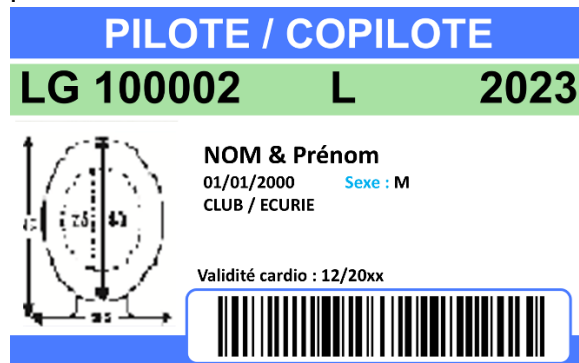 PILOTE / COPILOTE
LG 100002 L 2023
NOM & Prénom
01/01/2000 Sexe : M
CLUB / ECURIE
Validité cardio : 12/20xx